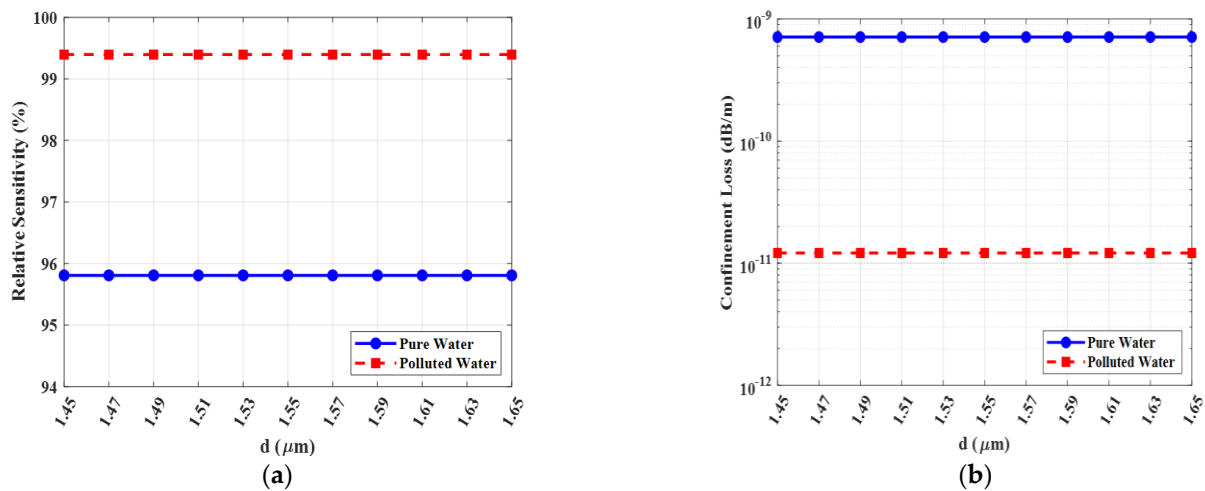 100
99
98
97
96
95
94
Relative Sensitivity (%)
Pure Water
Polluted Water
1.45 1.47 1.49 1.51 1.53 1.55 1.57 1.59 1.61 1.63 1.65
d (μm)
(a)
10⁻⁹
10⁻¹⁰
10⁻¹¹
10⁻¹²
Confinement Loss (dB/m)
Pure Water
Polluted Water
1.45 1.47 1.49 1.51 1.53 1.55 1.57 1.59 1.61 1.63 1.65
d (μm)
(b)